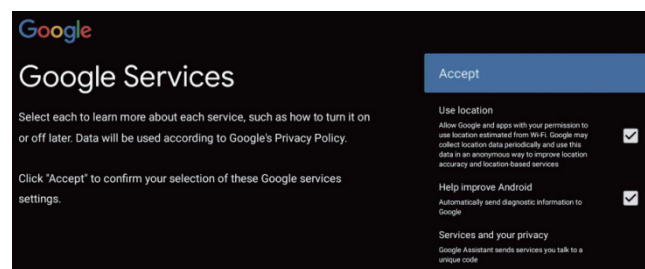 Google
Google Services
Select each to learn more about each service, such as how to turn it on
or off later. Data will be used according to Google's Privacy Policy.
Click "Accept" to confirm your selection of these Google services
settings.
Accept
Use location
Allow Google and apps with your permission to
use location estimated from Wi-Fi. Google may
collect location data periodically and use this
data in an anonymous way to improve location
accuracy and location-based services
Help improve Android
Automatically send diagnostic information to
Google
Services and your privacy
Google Assistant sends services you talk to a
unique code